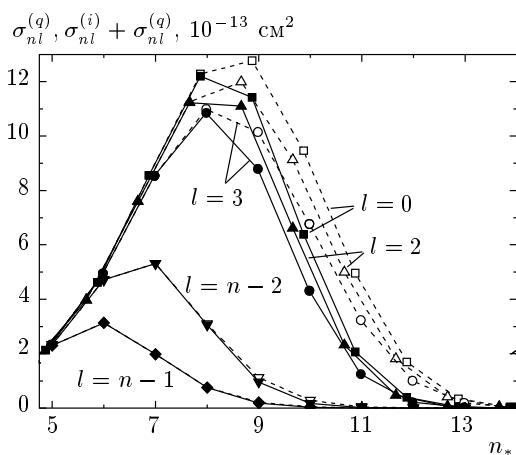 σ_{nl}^{(q)}, σ_{nl}^{(i)} + σ_{nl}^{(q)}, 10^{−13} см^2
12
10
8
6
4
2
0
l = 3
l = 0
l = 2
l = n − 2
l = n − 1
5 7 9 11 13
n_*